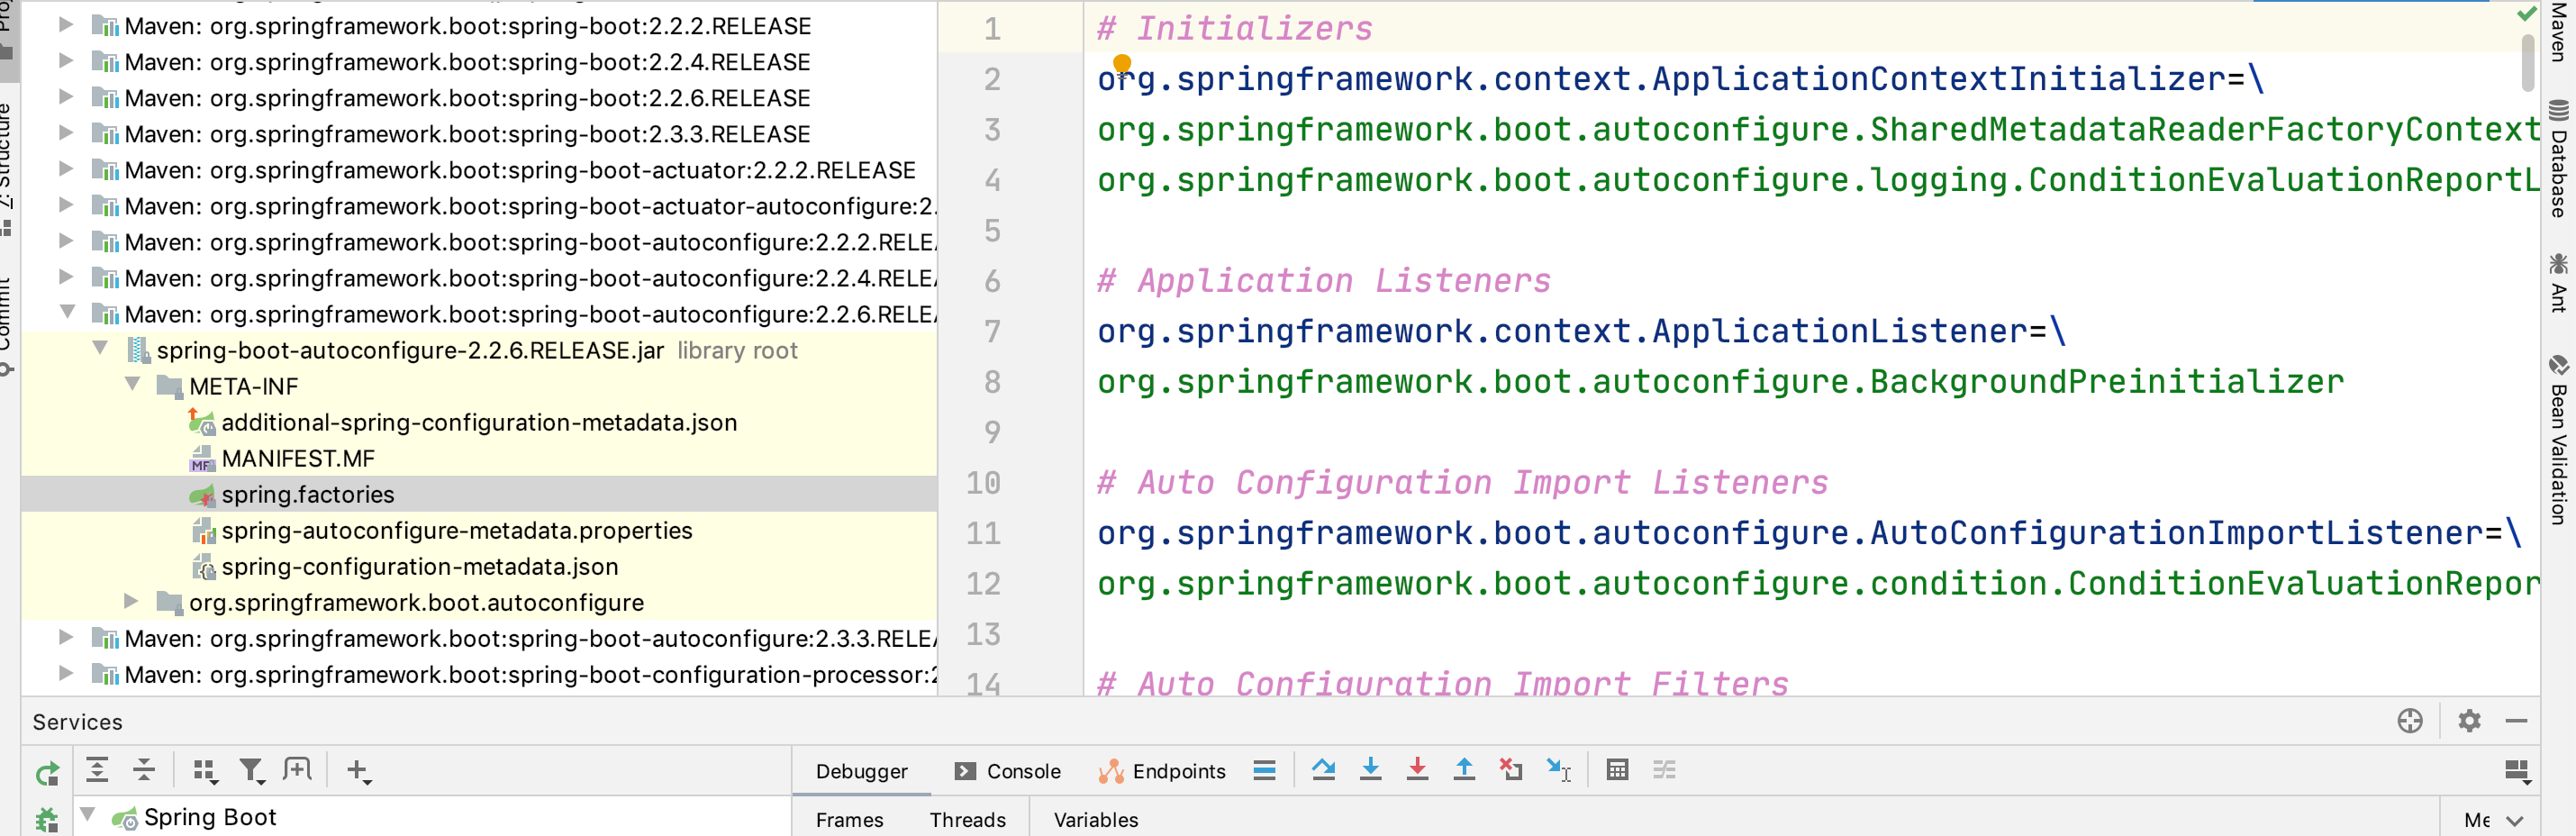 Maven: org.springframework.boot:spring-boot:2.2.2.RELEASE
Maven: org.springframework.boot:spring-boot:2.2.4.RELEASE
Maven: org.springframework.boot:spring-boot:2.2.6.RELEASE
Maven: org.springframework.boot:spring-boot:2.3.3.RELEASE
Maven: org.springframework.boot:spring-boot-actuator:2.2.2.RELEASE
Maven: org.springframework.boot:spring-boot-actuator-autoconfigure:2.
Maven: org.springframework.boot:spring-boot-autoconfigure:2.2.2.RELEA
Maven: org.springframework.boot:spring-boot-autoconfigure:2.2.4.RELEA
Maven: org.springframework.boot:spring-boot-autoconfigure:2.2.6.RELEA
spring-boot-autoconfigure-2.2.6.RELEASE.jar library root
META-INF
additional-spring-configuration-metadata.json
MANIFEST.MF
spring.factories
spring-autoconfigure-metadata.properties
spring-configuration-metadata.json
org.springframework.boot.autoconfigure
Maven: org.springframework.boot:spring-boot-autoconfigure:2.3.3.RELEA
Maven: org.springframework.boot:spring-boot-configuration-processor:2
1 # Initializers
2 org.springframework.context.ApplicationContextInitializer=\
3 org.springframework.boot.autoconfigure.SharedMetadataReaderFactoryContext
4 org.springframework.boot.autoconfigure.logging.ConditionEvaluationReportL
5
6 # Application Listeners
7 org.springframework.context.ApplicationListener=\
8 org.springframework.boot.autoconfigure.BackgroundPreinitializer
9
10 # Auto Configuration Import Listeners
11 org.springframework.boot.autoconfigure.AutoConfigurationImportListener=\
12 org.springframework.boot.autoconfigure.condition.ConditionEvaluationRepor
13
14 # Auto Configuration Import Filters
Maven
Database
Ant
Bean Validation
Z: Structure
Commit
Services
Debugger
Console
Endpoints
Spring Boot
Frames
Threads
Variables